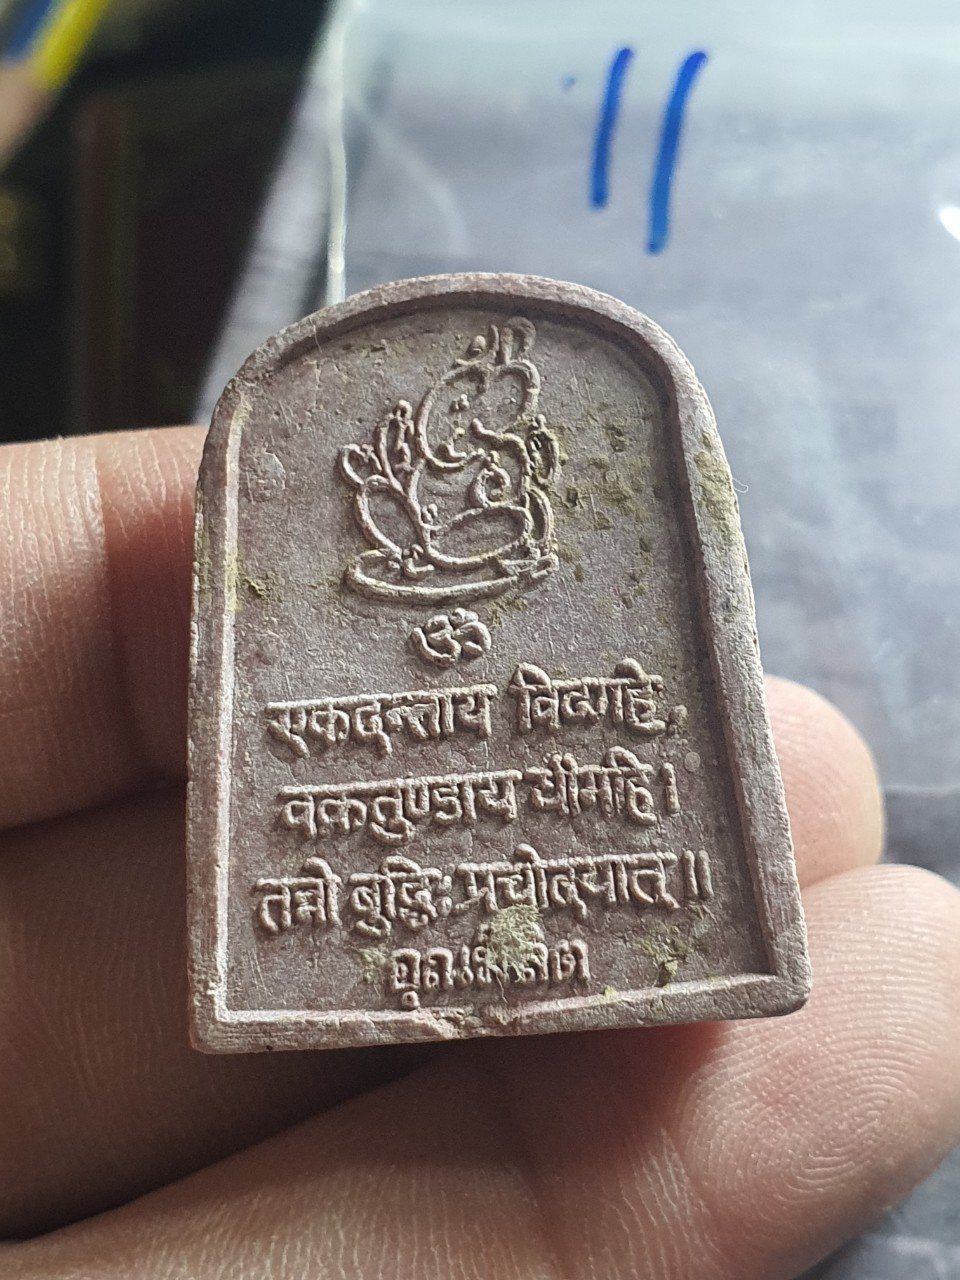 11
ॐ
एकदन्ताय विद्महे,
वक्रतुण्डाय धीमहि।
तन्नो बुद्धिः प्रचोदयात्॥